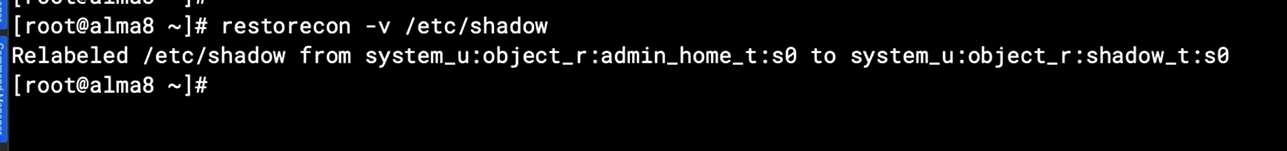 [root@alma8 ~]# restorecon -v /etc/shadow
Relabeled /etc/shadow from system_u:object_r:admin_home_t:s0 to system_u:object_r:shadow_t:s0
[root@alma8 ~]#